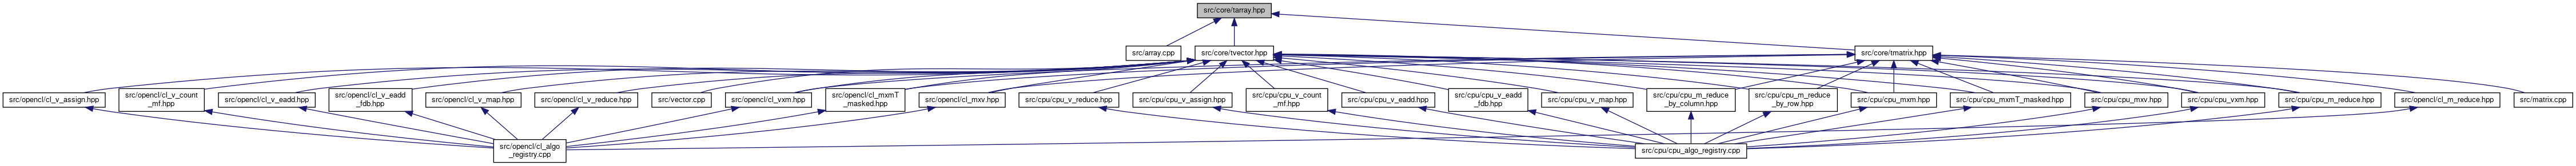 src/core/tarray.hpp
src/array.cpp
src/core/tvector.hpp
src/core/tmatrix.hpp
src/opencl/cl_v_assign.hpp
src/opencl/cl_v_count
_mf.hpp
src/opencl/cl_v_eadd.hpp
src/opencl/cl_v_eadd
_fdb.hpp
src/opencl/cl_v_map.hpp
src/opencl/cl_v_reduce.hpp
src/vector.cpp
src/opencl/cl_vxm.hpp
src/opencl/cl_mxmT
_masked.hpp
src/opencl/cl_mxv.hpp
src/cpu/cpu_v_reduce.hpp
src/cpu/cpu_v_assign.hpp
src/cpu/cpu_v_count
_mf.hpp
src/cpu/cpu_v_eadd.hpp
src/cpu/cpu_v_eadd
_fdb.hpp
src/cpu/cpu_v_map.hpp
src/cpu/cpu_m_reduce
_by_column.hpp
src/cpu/cpu_m_reduce
_by_row.hpp
src/cpu/cpu_mxm.hpp
src/cpu/cpu_mxmT_masked.hpp
src/cpu/cpu_mxv.hpp
src/cpu/cpu_vxm.hpp
src/cpu/cpu_m_reduce.hpp
src/opencl/cl_m_reduce.hpp
src/matrix.cpp
src/opencl/cl_algo
_registry.cpp
src/cpu/cpu_algo_registry.cpp